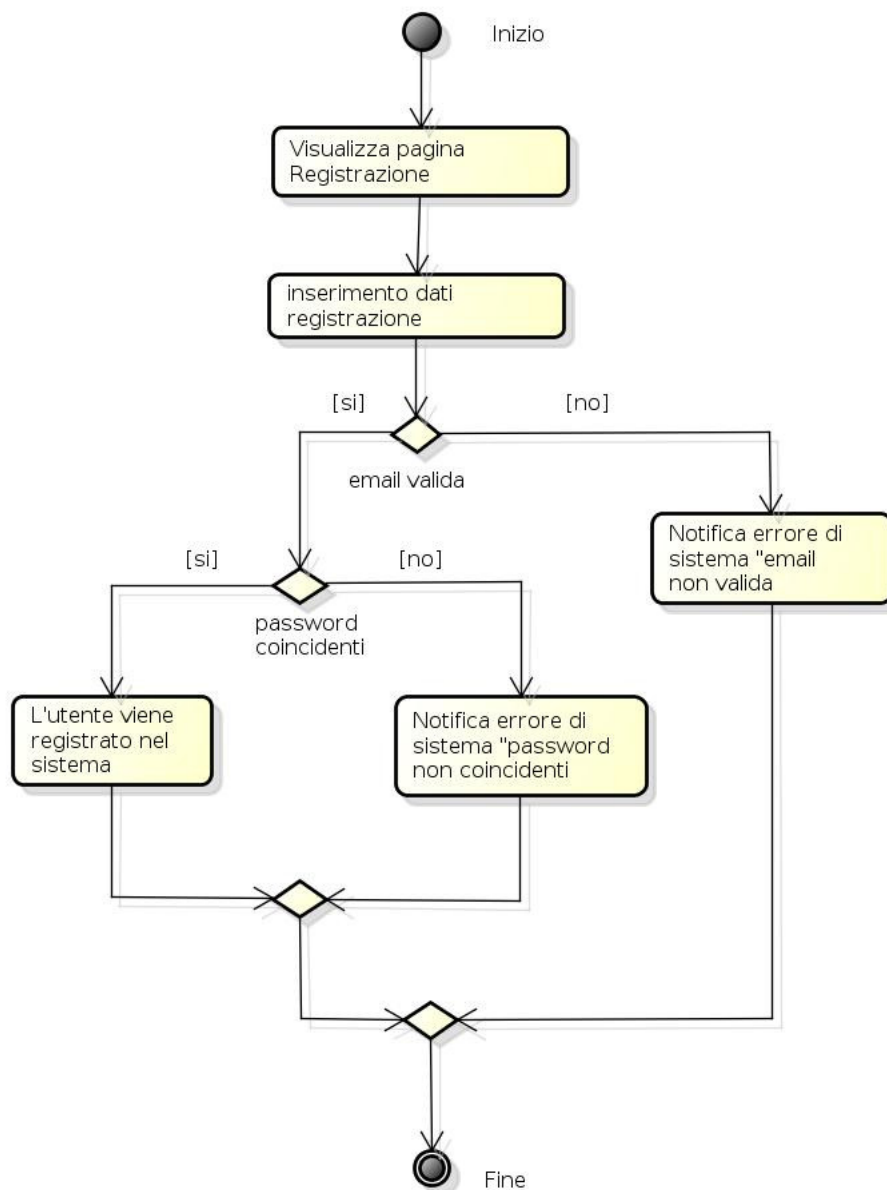 Inizio
Visualizza pagina
Registrazione
inserimento dati
registrazione
[si]
[no]
email valida
Notifica errore di
sistema "email
non valida
[si]
[no]
password
coincidenti
L'utente viene
registrato nel
sistema
Notifica errore di
sistema "password
non coincidenti
Fine